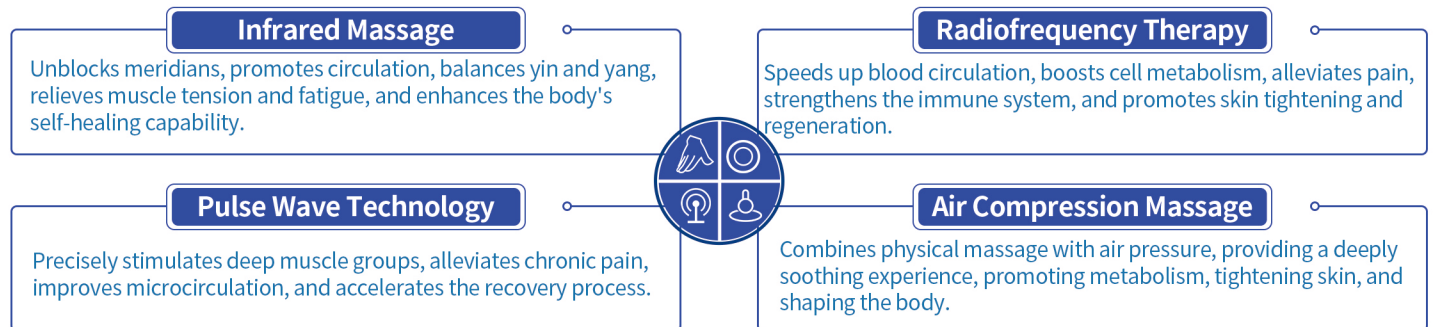 Infrared Massage
Unblocks meridians, promotes circulation, balances yin and yang,
relieves muscle tension and fatigue, and enhances the body's
self-healing capability.
Radiofrequency Therapy
Speeds up blood circulation, boosts cell metabolism, alleviates pain,
strengthens the immune system, and promotes skin tightening and
regeneration.
Pulse Wave Technology
Precisely stimulates deep muscle groups, alleviates chronic pain,
improves microcirculation, and accelerates the recovery process.
Air Compression Massage
Combines physical massage with air pressure, providing a deeply
soothing experience, promoting metabolism, tightening skin, and
shaping the body.